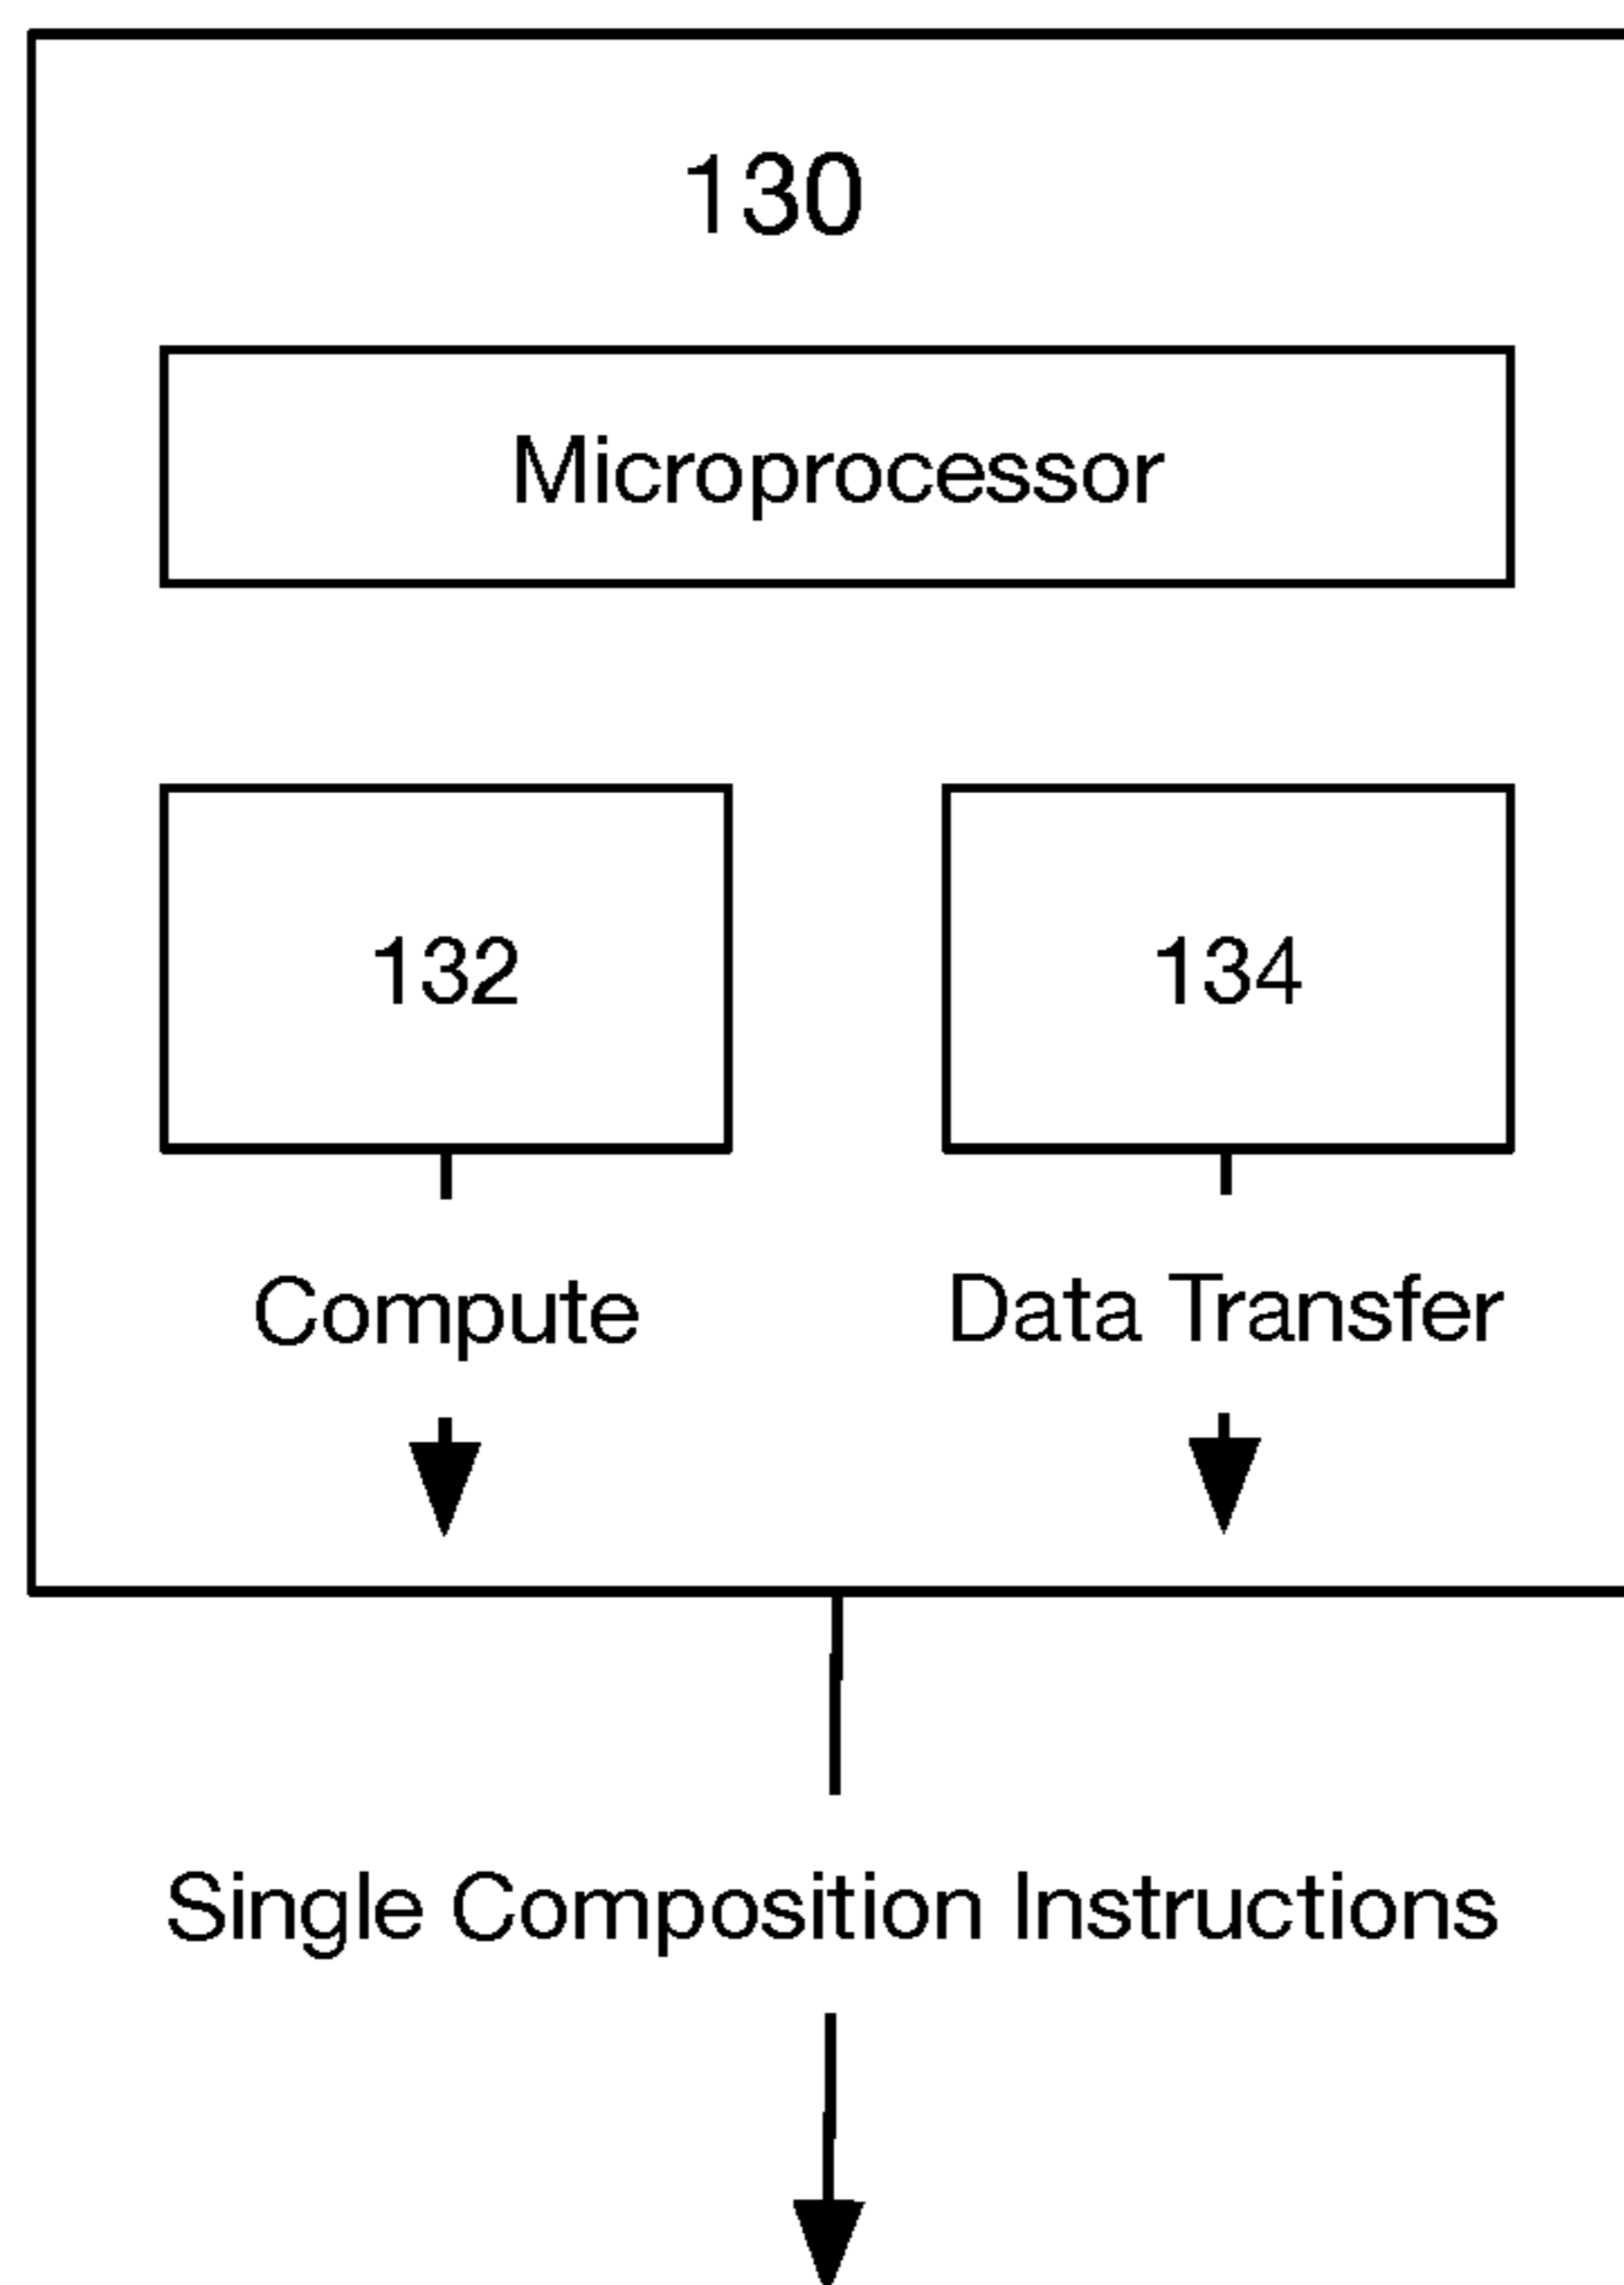 130
Microprocessor
132
134
Compute
Data Transfer
Single Composition Instructions